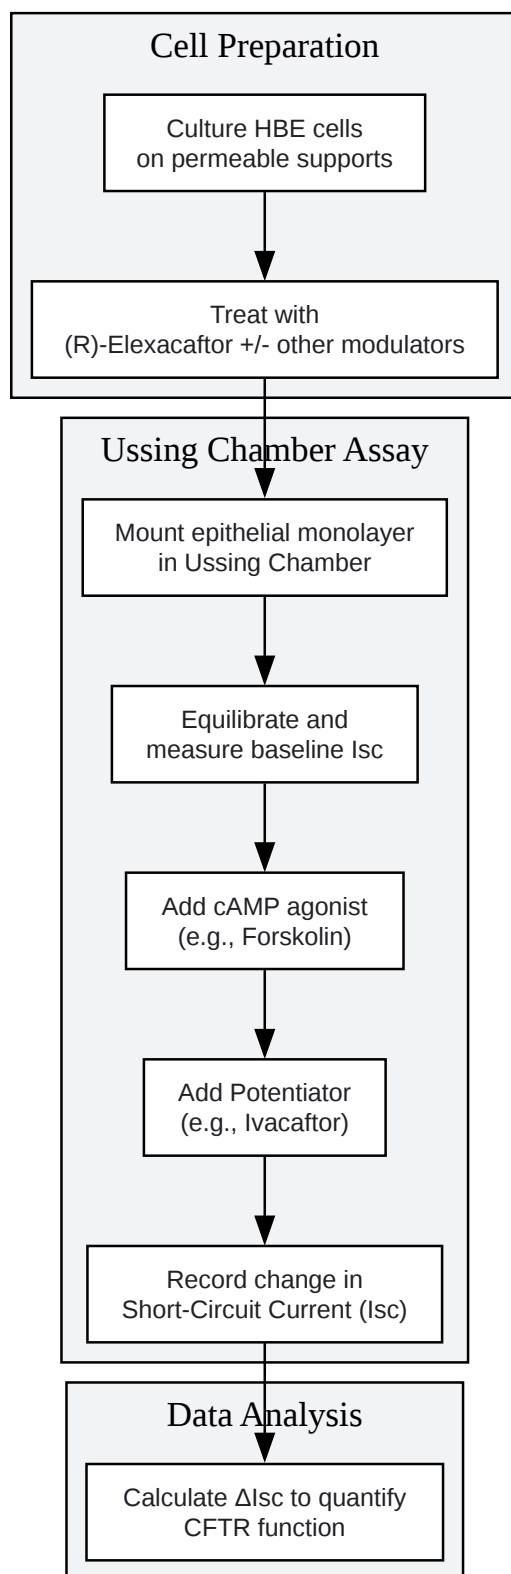 Cell Preparation
Culture HBE cells
on permeable supports
Treat with
(R)-Elexacaftor +/- other modulators
Ussing Chamber Assay
Mount epithelial monolayer
in Ussing Chamber
Equilibrate and
measure baseline Isc
Add cAMP agonist
(e.g., Forskolin)
Add Potentiator
(e.g., Ivacaftor)
Record change in
Short-Circuit Current (Isc)
Data Analysis
Calculate ΔIsc to quantify
CFTR function